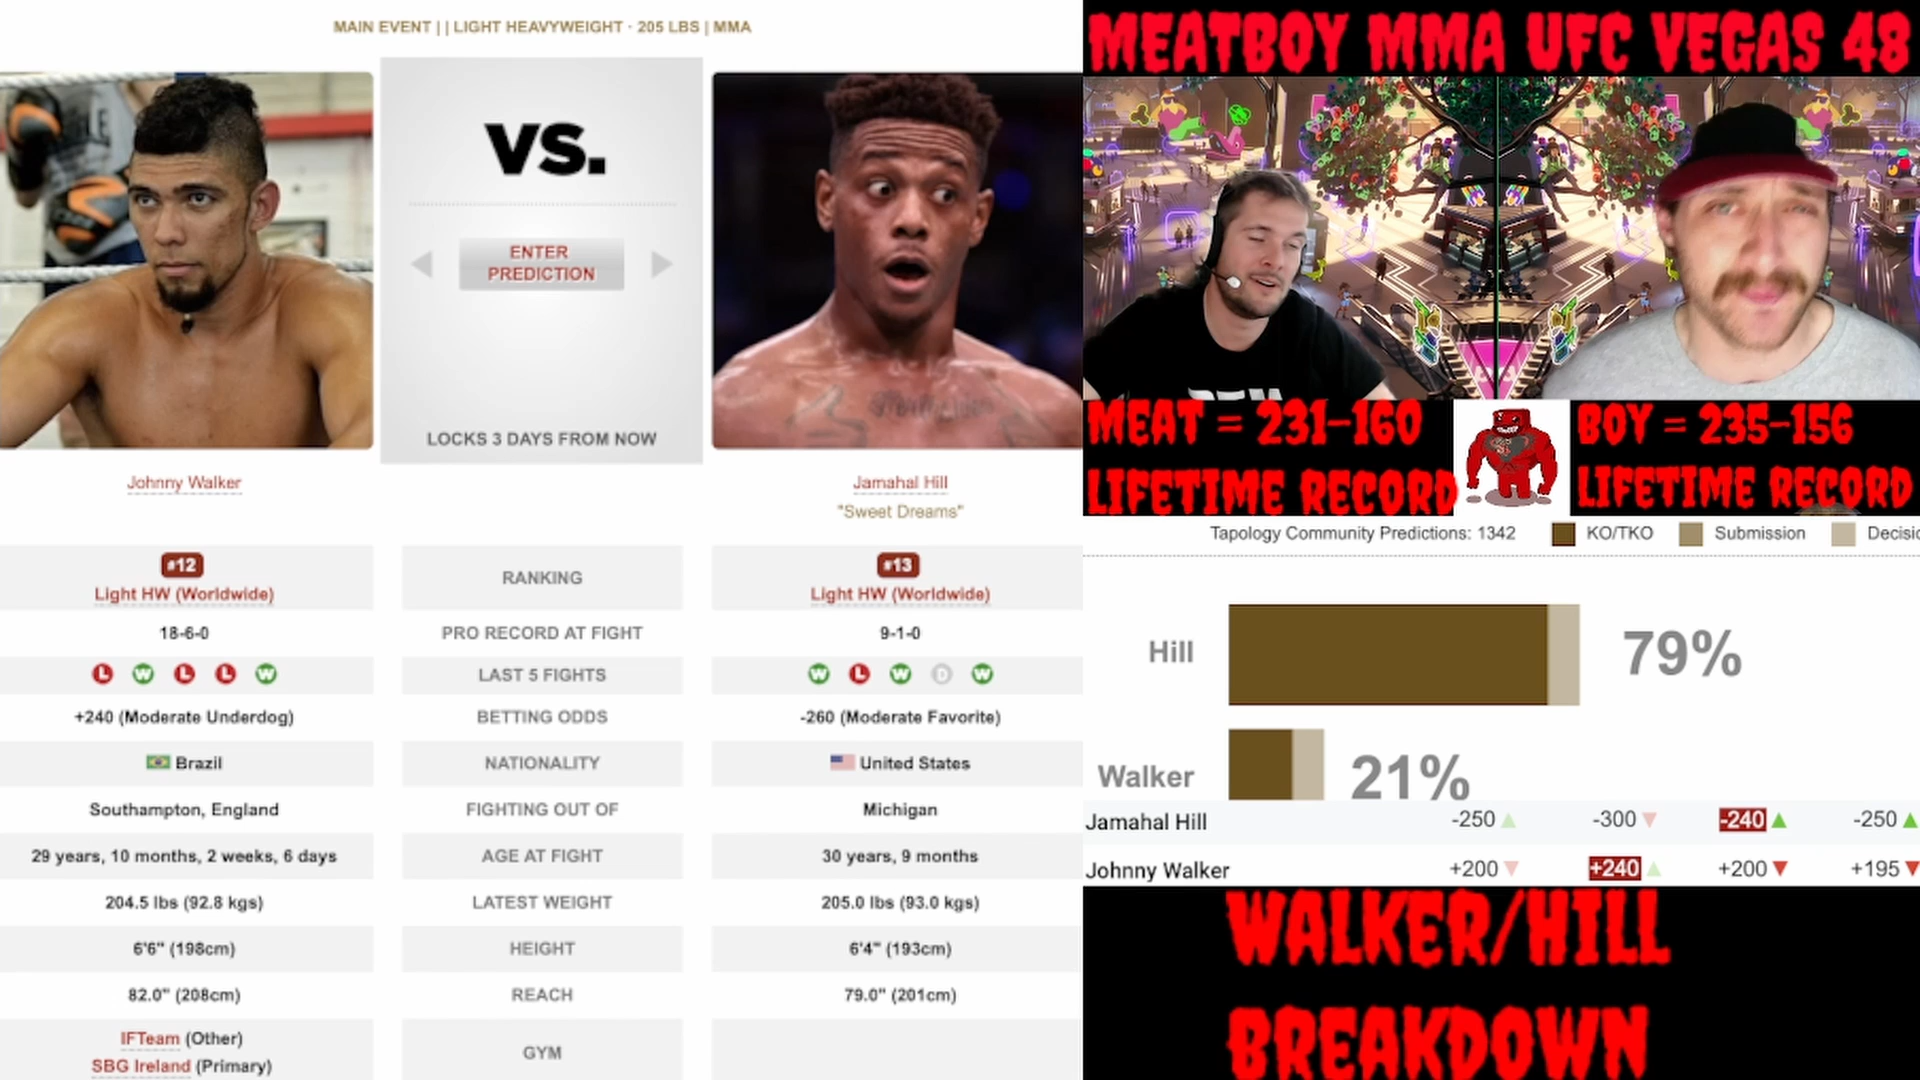 MAIN EVENT | | LIGHT HEAVYWEIGHT · 205 LBS | MMA
VS.
ENTER
PREDICTION
LOCKS 3 DAYS FROM NOW
Johnny Walker
Jamahal Hill
"Sweet Dreams"
#12
Light HW (Worldwide)
RANKING
#13
Light HW (Worldwide)
18-6-0
PRO RECORD AT FIGHT
9-1-0
L W L L W
LAST 5 FIGHTS
W L W D W
+240 (Moderate Underdog)
BETTING ODDS
-260 (Moderate Favorite)
Brazil
NATIONALITY
United States
Southampton, England
FIGHTING OUT OF
Michigan
29 years, 10 months, 2 weeks, 6 days
AGE AT FIGHT
30 years, 9 months
204.5 lbs (92.8 kgs)
LATEST WEIGHT
205.0 lbs (93.0 kgs)
6'6" (198cm)
HEIGHT
6'4" (193cm)
82.0" (208cm)
REACH
79.0" (201cm)
IFTeam (Other)
SBG Ireland (Primary)
GYM
MEATBOY MMA UFC VEGAS 48
MEAT = 231-160
LIFETIME RECORD
BOY = 235-156
LIFETIME RECORD
Tapology Community Predictions: 1342
KO/TKO
Submission
Decisio
Hill
79%
Walker
21%
Jamahal Hill -250 -300 -240 -250
Johnny Walker +200 +240 +200 +195
WALKER/HILL
BREAKDOWN